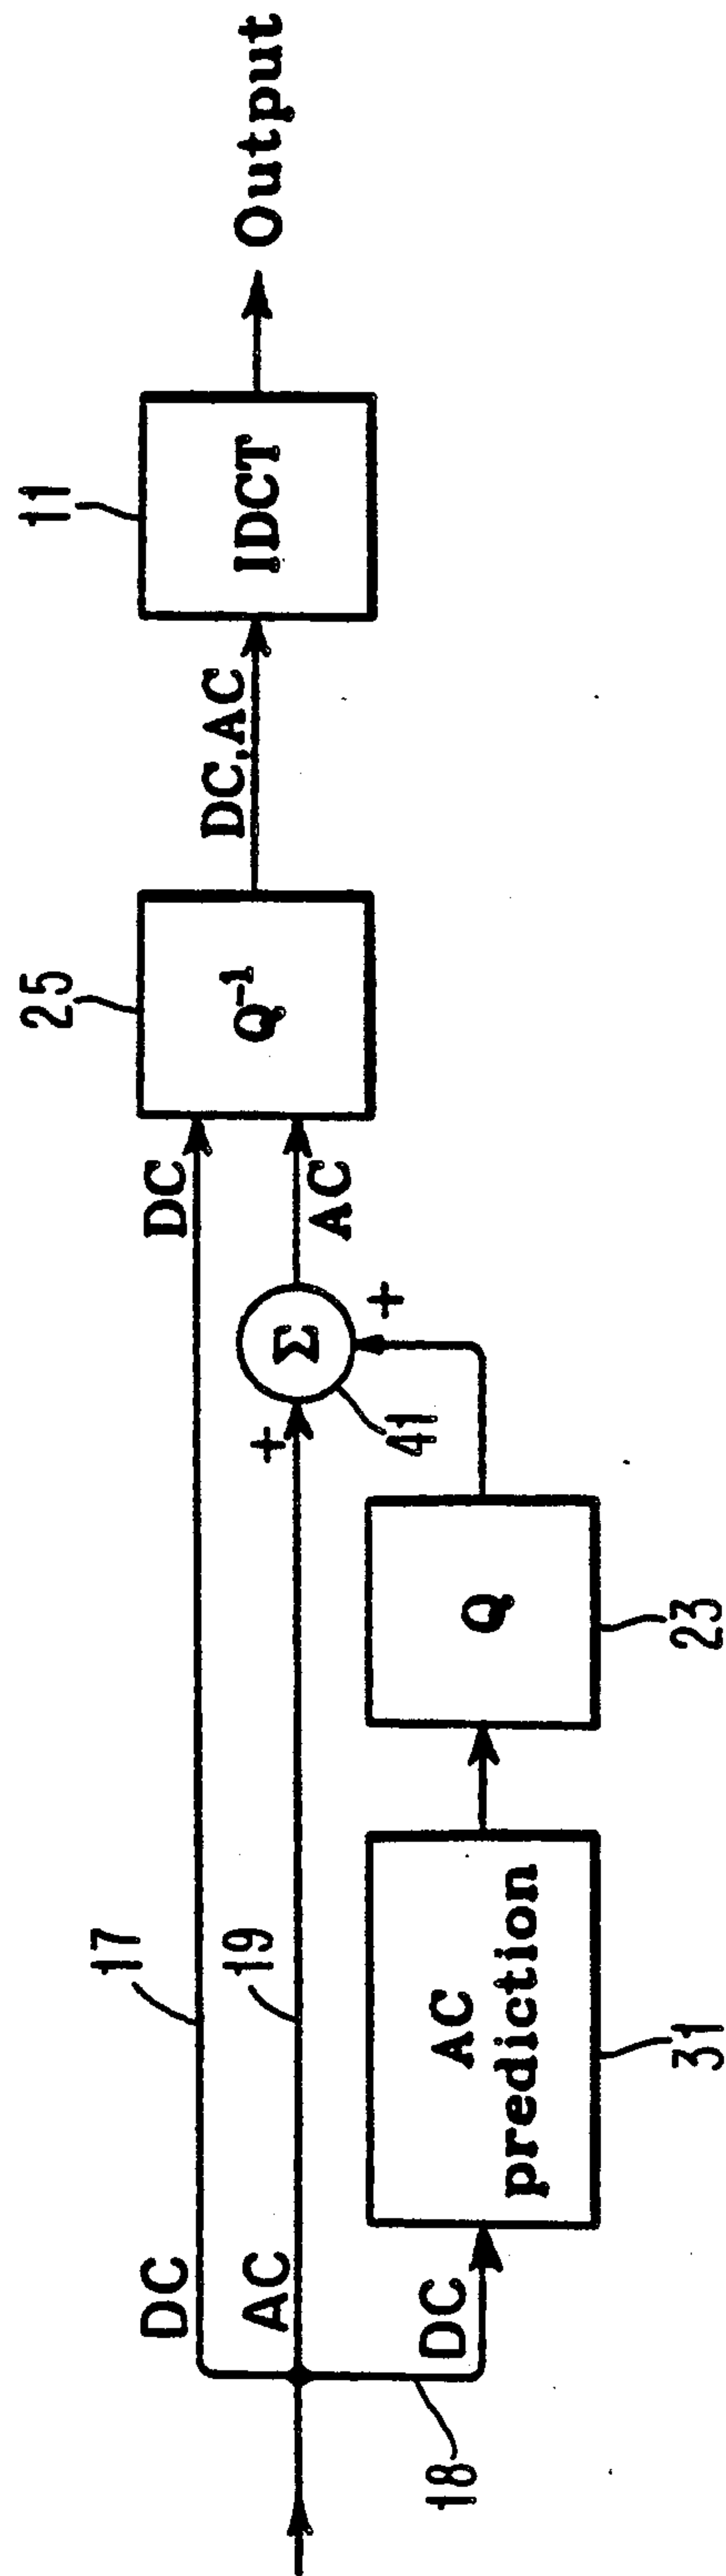 DC
17
DC
25
Q⁻¹
DC,AC
11
IDCT
Output
AC
19
+
Σ
41
+
AC
DC
18
AC
prediction
31
Q
23